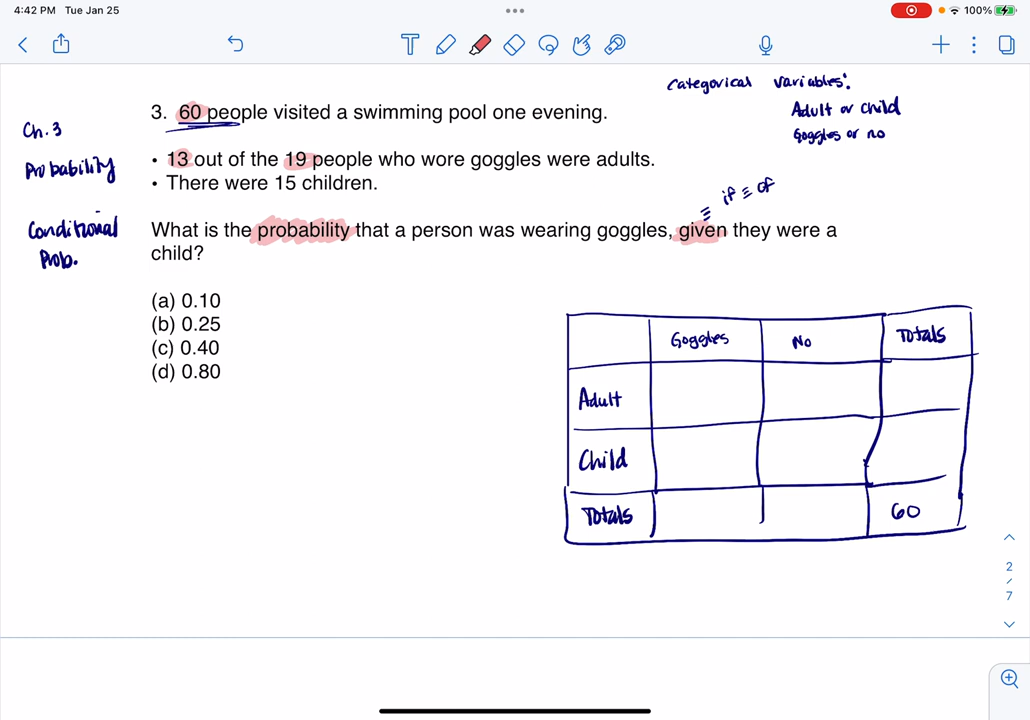 4:42 PM Tue Jan 25
100%
Categorical Variables:
Adult or Child
Goggles or no
Ch. 3
Probability
Conditional
Prob.
3. 60 people visited a swimming pool one evening.
• 13 out of the 19 people who wore goggles were adults.
• There were 15 children.
≡ if ≡ of
What is the probability that a person was wearing goggles, given they were a
child?
(a) 0.10
(b) 0.25
(c) 0.40
(d) 0.80
Goggles No Totals
Adult
Child
Totals 60
2
/
7